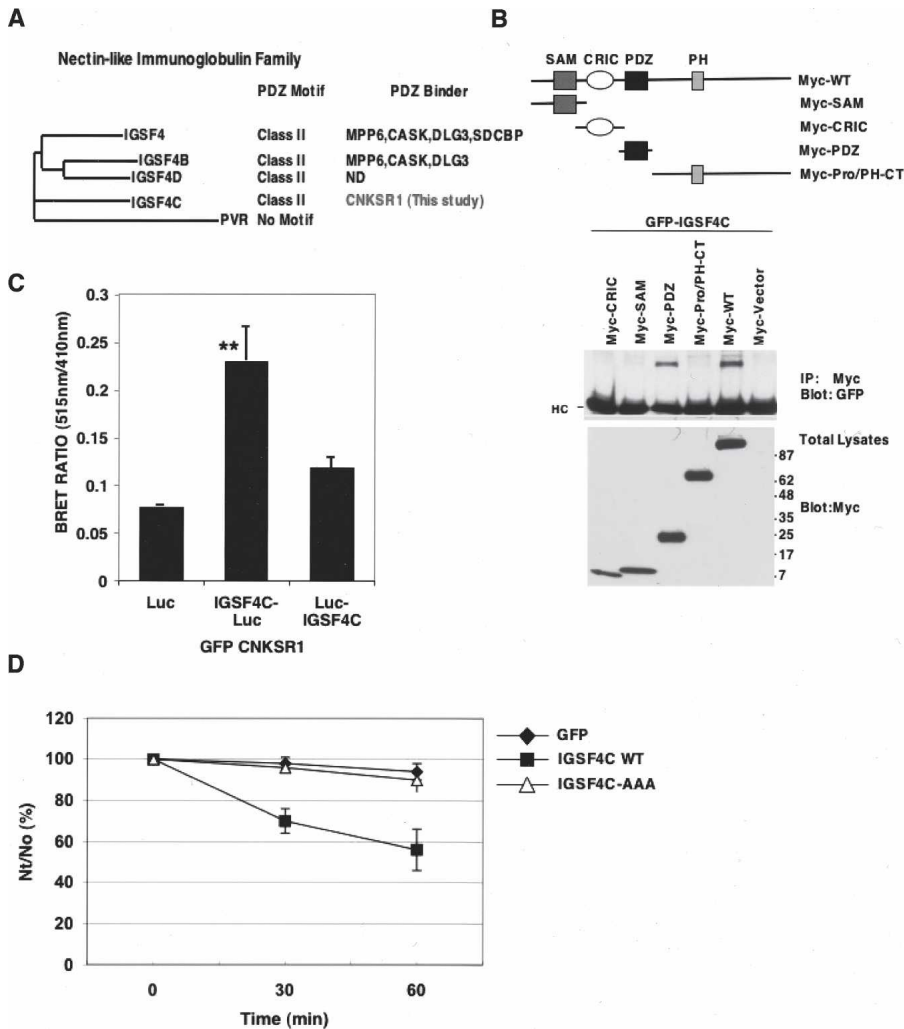 A
Nectin-like Immunoglobulin Family
PDZ Motif PDZ Binder
IGSF4 Class II MPP6,CASK,DLG3,SDCBP
IGSF4B Class II MPP6,CASK,DLG3
IGSF4D Class II ND
IGSF4C Class II CNKSR1 (This study)
PVR No Motif
B
SAM CRIC PDZ PH
Myc-WT
Myc-SAM
Myc-CRIC
Myc-PDZ
Myc-Pro/PH-CT
GFP-IGSF4C
Myc-CRIC
Myc-SAM
Myc-PDZ
Myc-Pro/PH-CT
Myc-WT
Myc-Vector
IP: Myc
Blot: GFP
HC
Total Lysates
87
62
48
Blot:Myc
35
25
17
7
C
BRET RATIO (515nm/410nm)
0.3
0.25
0.2
0.15
0.1
0.05
0
**
Luc IGSF4C-Luc Luc-IGSF4C
GFP CNKSR1
D
Nt/No (%)
120
100
80
60
40
20
0
0 30 60
Time (min)
GFP
IGSF4C WT
IGSF4C-AAA